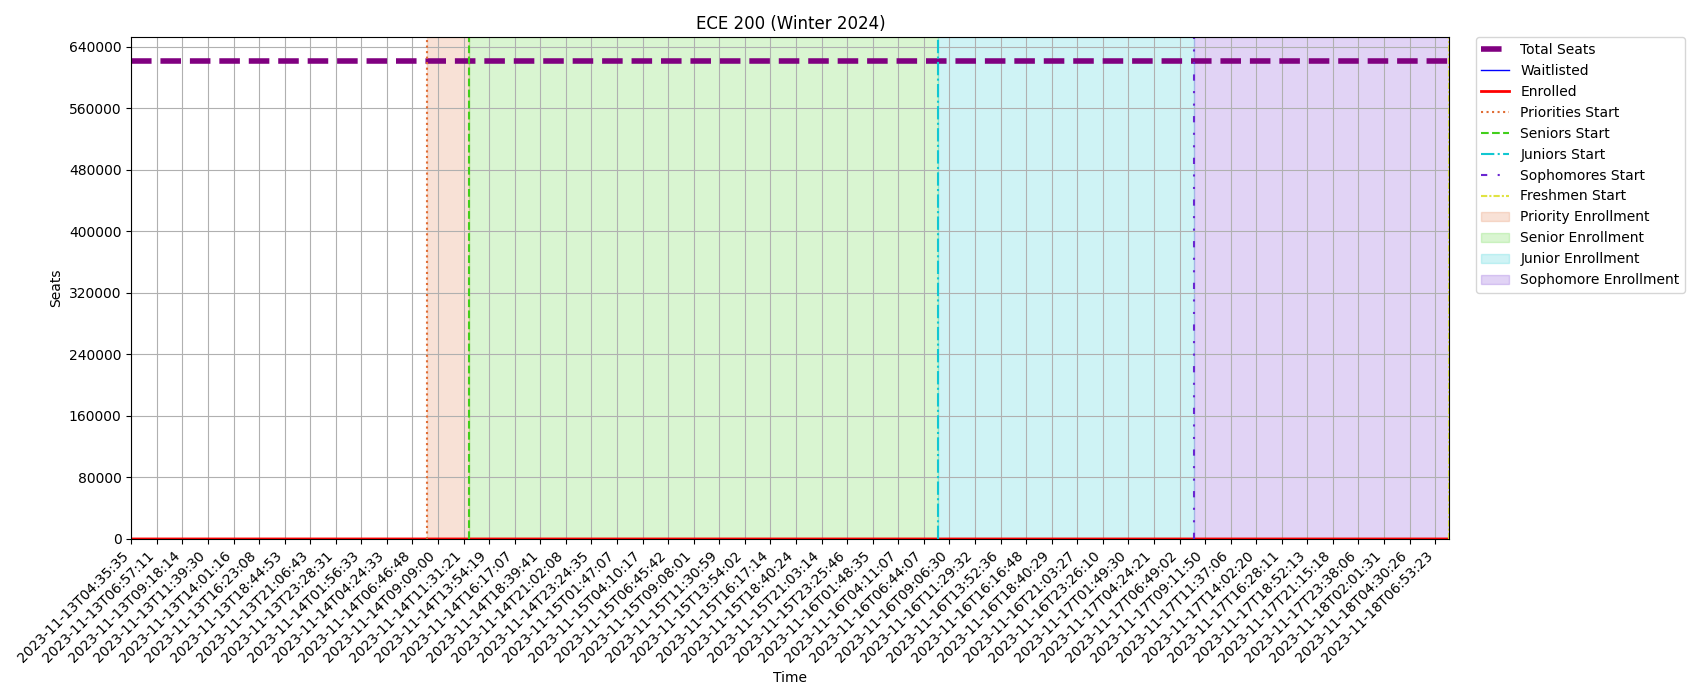 ECE 200 (Winter 2024)
640000
560000
480000
400000
320000
240000
160000
80000
0
Seats
2023-11-13T04:35:35
2023-11-13T06:57:11
2023-11-13T09:18:14
2023-11-13T11:39:30
2023-11-13T14:01:16
2023-11-13T16:23:08
2023-11-13T18:44:53
2023-11-13T21:06:43
2023-11-13T23:28:31
2023-11-14T01:56:33
2023-11-14T04:24:33
2023-11-14T06:46:48
2023-11-14T09:09:00
2023-11-14T11:31:21
2023-11-14T13:54:19
2023-11-14T16:17:07
2023-11-14T18:39:41
2023-11-14T21:02:08
2023-11-14T23:24:35
2023-11-15T01:47:07
2023-11-15T04:10:17
2023-11-15T06:45:42
2023-11-15T09:08:01
2023-11-15T11:30:59
2023-11-15T13:54:02
2023-11-15T16:17:14
2023-11-15T18:40:24
2023-11-15T21:03:14
2023-11-15T23:25:46
2023-11-16T01:48:35
2023-11-16T04:11:07
2023-11-16T06:44:07
2023-11-16T09:06:30
2023-11-16T11:29:32
2023-11-16T13:52:36
2023-11-16T16:16:48
2023-11-16T18:40:29
2023-11-16T21:03:27
2023-11-16T23:26:10
2023-11-17T01:49:30
2023-11-17T04:24:21
2023-11-17T06:49:02
2023-11-17T09:11:50
2023-11-17T11:37:06
2023-11-17T14:02:20
2023-11-17T16:28:11
2023-11-17T18:52:13
2023-11-17T21:15:18
2023-11-17T23:38:06
2023-11-18T02:01:31
2023-11-18T04:30:26
2023-11-18T06:53:23
Time
Total Seats
Waitlisted
Enrolled
Priorities Start
Seniors Start
Juniors Start
Sophomores Start
Freshmen Start
Priority Enrollment
Senior Enrollment
Junior Enrollment
Sophomore Enrollment